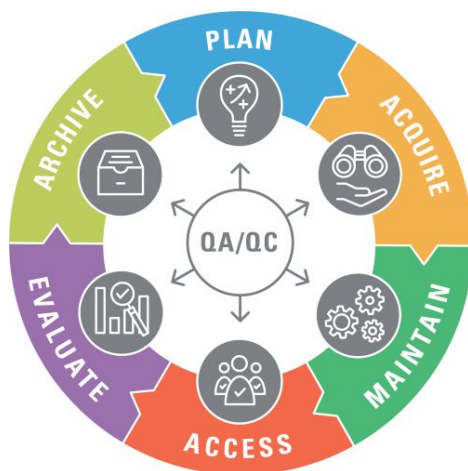 PLAN
ACQUIRE
MAINTAIN
ACCESS
EVALUATE
ARCHIVE
QA/QC